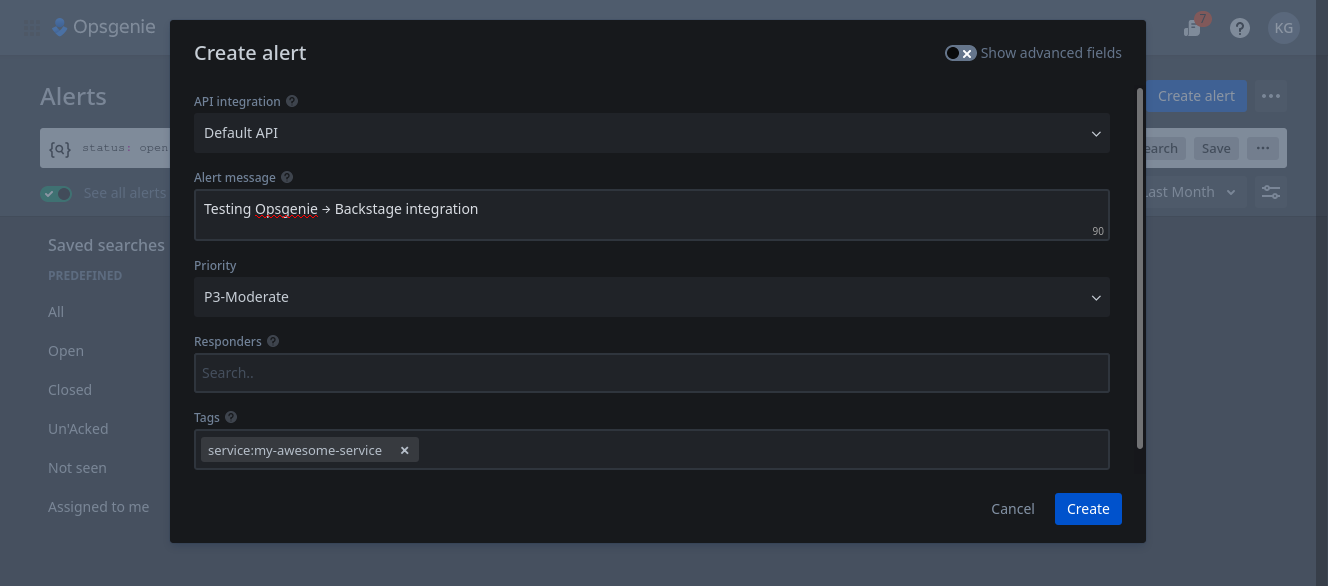 Opsgenie
7
KG
Create alert
Show advanced fields
Alerts
Create alert
API integration
Default API
status: open
earch
Save
Alert message
See all alerts
Testing Opsgenie → Backstage integration
90
ast Month
Saved searches
PREDEFINED
Priority
P3-Moderate
All
Open
Closed
Un'Acked
Not seen
Assigned to me
Responders
Search..
Tags
service:my-awesome-service
Cancel
Create